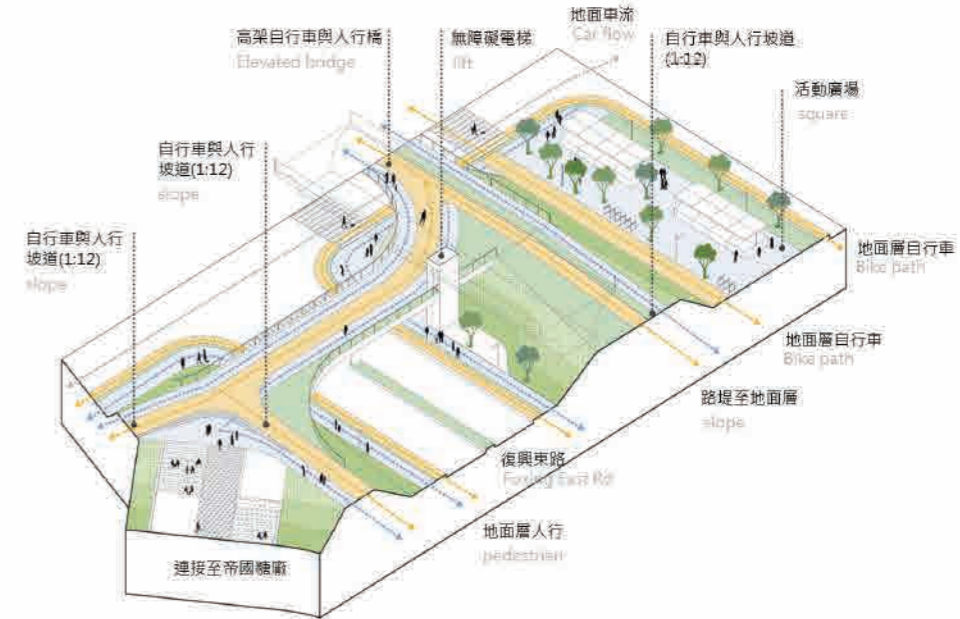 地面車流
Car flow
高架自行車與人行橋
Elevated bridge
無障礙電梯
lift
自行車與人行坡道
(1:12)
活動廣場
square
自行車與人行
坡道(1:12)
slope
自行車與人行
坡道(1:12)
slope
地面層自行車
Bike path
地面層自行車
Bike path
路堤至地面層
slope
復興東路
Fuxing East Rd
地面層人行
pedestrian
連接至帝國糖廠